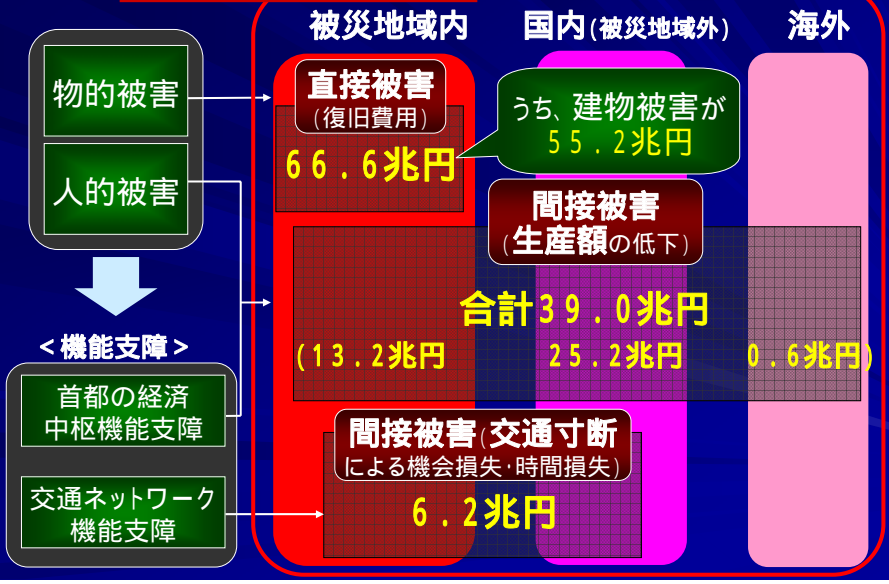 被災地域内
国内(被災地域外)
海外
物的被害
人的被害
<機能支障>
首都の経済
中枢機能支障
交通ネットワーク
機能支障
直接被害
(復旧費用)
66.6兆円
うち、建物被害が
55.2兆円
間接被害
(生産額の低下)
合計39.0兆円
(13.2兆円
25.2兆円
0.6兆円)
間接被害(交通寸断
による機会損失・時間損失)
6.2兆円